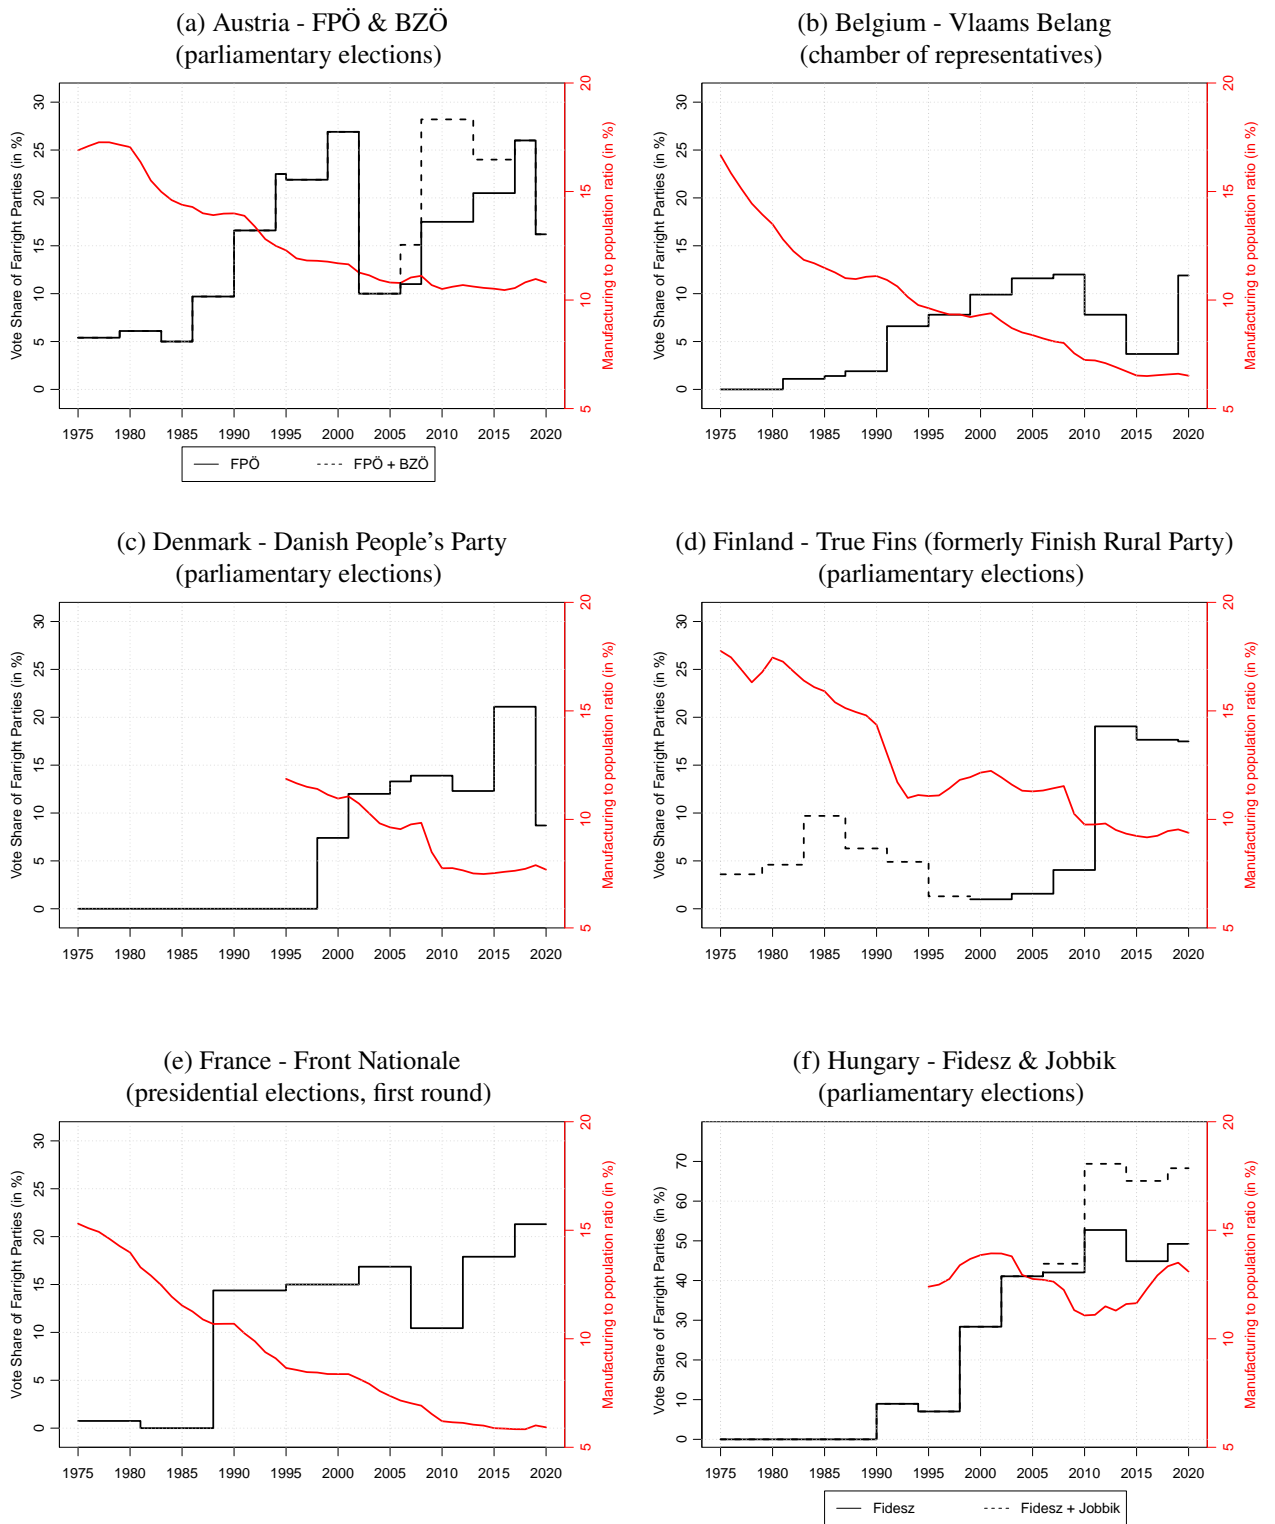 (a) Austria - FPÖ & BZÖ
(parliamentary elections)
Vote Share of Farright Parties (in %)
0 5 10 15 20 25 30
Manufacturing to population ratio (in %)
5 10 15 20
1975 1980 1985 1990 1995 2000 2005 2010 2015 2020
FPÖ FPÖ + BZÖ
(b) Belgium - Vlaams Belang
(chamber of representatives)
Vote Share of Farright Parties (in %)
0 5 10 15 20 25 30
Manufacturing to population ratio (in %)
5 10 15 20
1975 1980 1985 1990 1995 2000 2005 2010 2015 2020
(c) Denmark - Danish People's Party
(parliamentary elections)
Vote Share of Farright Parties (in %)
0 5 10 15 20 25 30
Manufacturing to population ratio (in %)
5 10 15 20
1975 1980 1985 1990 1995 2000 2005 2010 2015 2020
(d) Finland - True Fins (formerly Finish Rural Party)
(parliamentary elections)
Vote Share of Farright Parties (in %)
0 5 10 15 20 25 30
Manufacturing to population ratio (in %)
5 10 15 20
1975 1980 1985 1990 1995 2000 2005 2010 2015 2020
(e) France - Front Nationale
(presidential elections, first round)
Vote Share of Farright Parties (in %)
0 5 10 15 20 25 30
Manufacturing to population ratio (in %)
5 10 15 20
1975 1980 1985 1990 1995 2000 2005 2010 2015 2020
(f) Hungary - Fidesz & Jobbik
(parliamentary elections)
Vote Share of Farright Parties (in %)
0 10 20 30 40 50 60 70
Manufacturing to population ratio (in %)
5 10 15 20
1975 1980 1985 1990 1995 2000 2005 2010 2015 2020
Fidesz Fidesz + Jobbik